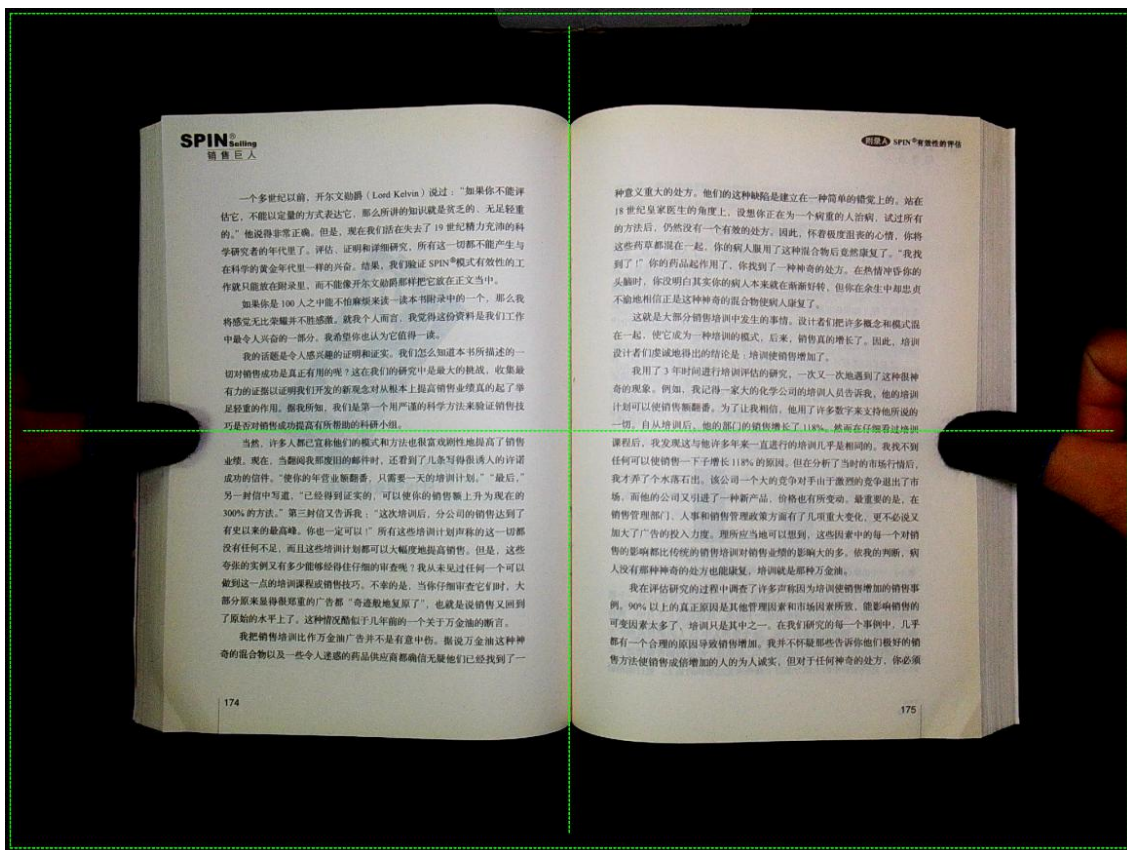 SPIN®
Selling
销售巨人
一个多世纪以前，开尔文勋爵（Lord Kelvin）说过：“如果你不能评
估它，不能以定量的方式表达它，那么所讲的知识就是贫乏的、无足轻重
的。”他说得非常正确。但是，现在我们活在失去了 19 世纪精力充沛的科
学研究者的年代里了。评估、证明和详细研究，所有这一切都不能产生与
在科学的黄金年代里一样的兴奋。结果，我们验证 SPIN®模式有效性的工
作就只能放在附录里，而不能像开尔文勋爵那样把它放在正文当中。
如果你是 100 人之中能不怕麻烦来读一读本书附录中的一个，那么我
将感觉无比荣耀并不胜感激。就我个人而言，我觉得这份资料是我们工作
中最令人兴奋的一部分。我希望你也认为它值得一读。
我的话题是令人感兴趣的证明和证实。我们怎么知道本书所描述的一
切对销售成功是真正有用的呢？这在我们的研究中是最大的挑战，收集最
有力的证据以证明我们开发的新观念对从根本上提高销售业绩真的起了举
足轻重的作用。据我所知，我们是第一个用严谨的科学方法来验证销售技
巧是否对销售成功提高有所帮助的科研小组。
当然，许多人都已宣称他们的模式和方法也很富戏剧性地提高了销售
业绩。现在，当翻阅我那废旧的邮件时，还看到了几条写得很诱人的许诺
成功的信件。“使你的年营业额翻番，只需要一天的培训计划。”“最后，”
另一封信中写道，“已经得到证实的，可以使你的销售额上升为现在的
300% 的方法。”第三封信又告诉我：“这次培训后，分公司的销售达到了
有史以来的最高峰。你也一定可以！”所有这些培训计划声称的这一切都
没有任何不足，而且这些培训计划都可以大幅度地提高销售。但是，这些
夸张的实例又有多少能够经得住仔细的审查呢？我从未见过任何一个可以
做到这一点的培训课程或销售技巧。不幸的是，当你仔细审查它们时，大
部分原来显得很郑重的广告都“奇迹般地复原了”，也就是说销售又回到
了原始的水平上了。这种情况酷似于几年前的一个关于万金油的断言。
我把销售培训比作万金油广告并不是有意中伤。据说万金油这种神
奇的混合物以及一些令人迷惑的药品供应商都确信无疑他们已经找到了一
174
附录A SPIN®有效性的评估
种意义重大的处方。他们的这种缺陷是建立在一种简单的错觉上的。站在
18 世纪皇家医生的角度上，设想你正在为一个病重的人治病，试过所有
的方法后，仍然没有一个有效的处方。因此，怀着极度沮丧的心情，你将
这些药草都混在一起，你的病人服用了这种混合物后竟然康复了。“我找
到了！”你的药品起作用了，你找到了一种神奇的处方。在热情冲昏你的
头脑时，你没明白其实你的病人本来就在渐渐好转，但你在余生中却忠贞
不渝地相信正是这种神奇的混合物使病人康复了。
这就是大部分销售培训中发生的事情。设计者们把许多概念和模式混
在一起，使它成为一种培训的模式，后来，销售真的增长了。因此，培训
设计者们虔诚地得出的结论是：培训使销售增加了。
我用了 3 年时间进行培训评估的研究，一次又一次地遇到了这种很神
奇的现象。例如，我记得一家大的化学公司的培训人员告诉我，他的培训
计划可以使销售额翻番。为了让我相信，他用了许多数字来支持他所说的
一切。自从培训后，他的部门的销售增长了 118%。然而在仔细看过培训
课程后，我发现这与他许多年来一直进行的培训几乎是相同的。我找不到
任何可以使销售一下子增长 118% 的原因。但在分析了当时的市场行情后，
我才弄了个水落石出。该公司一个大的竞争对手由于激烈的竞争退出了市
场，而他的公司又引进了一种新产品，价格也有所变动。最重要的是，在
销售管理部门、人事和销售管理政策方面有了几项重大变化，更不必说又
加大了广告的投入力度。理所应当地可以想到，这些因素中的每一个对销
售的影响都比传统的销售培训对销售业绩的影响大的多。依我的判断，病
人没有那种神奇的处方也能康复，培训就是那种万金油。
我在评估研究的过程中调查了许多声称因为培训使销售增加的销售事
例。90% 以上的真正原因是其他管理因素和市场因素所致，能影响销售的
可变因素太多了、培训只是其中之一。在我们研究的每一个事例中，几乎
都有一个合理的原因导致销售增加。我并不怀疑那些告诉你他们极好的销
售方法使销售成倍增加的人的为人诚实，但对于任何神奇的处方，你必须
175